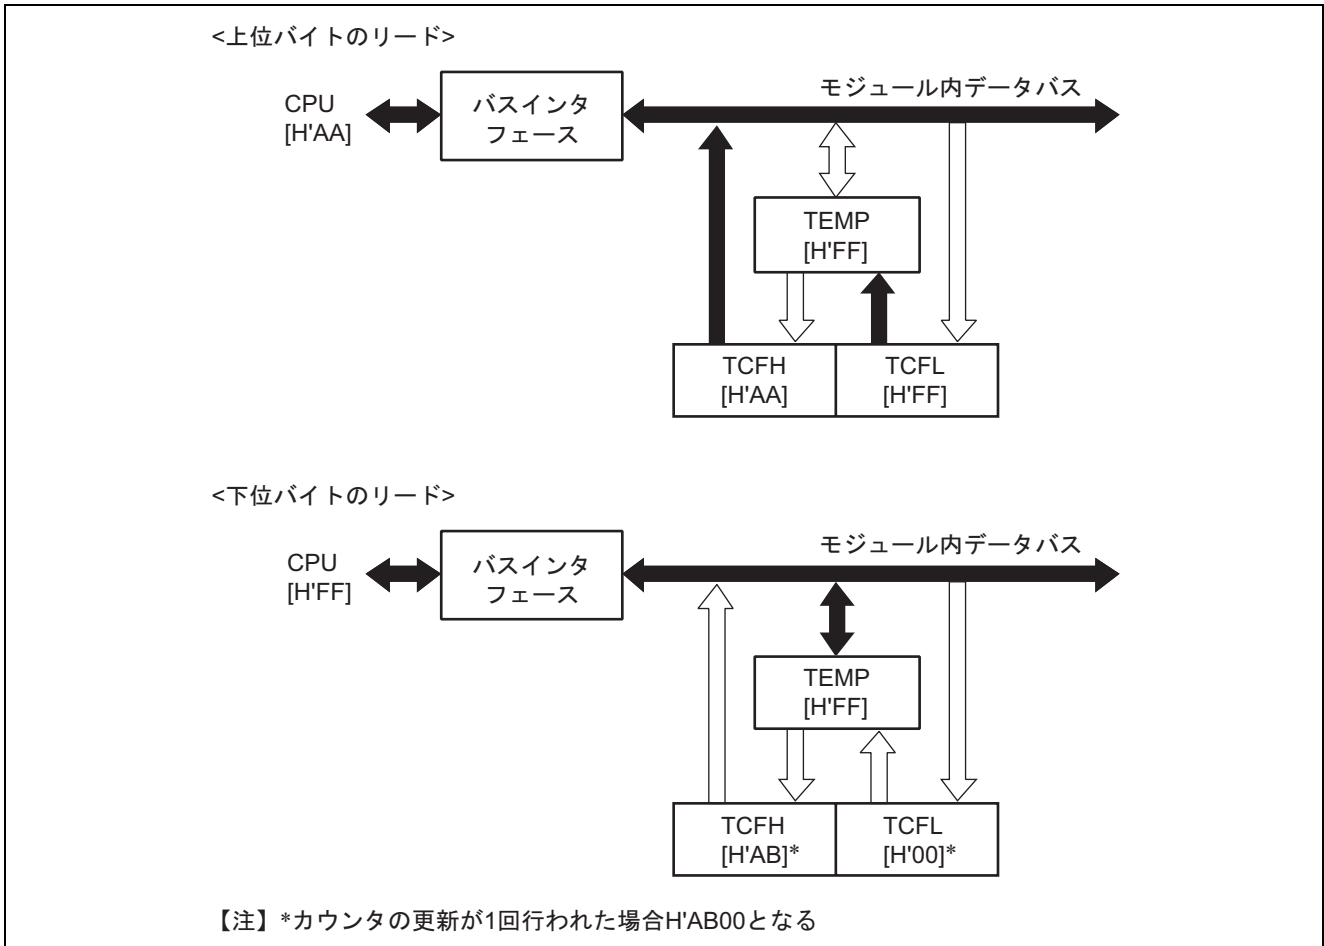 <上位バイトのリード>
CPU
[H'AA]
バスインタ
フェース
モジュール内データバス
TEMP
[H'FF]
TCFH
[H'AA]
TCFL
[H'FF]
<下位バイトのリード>
CPU
[H'FF]
バスインタ
フェース
モジュール内データバス
TEMP
[H'FF]
TCFH
[H'AB]*
TCFL
[H'00]*
【注】*カウンタの更新が1回行われた場合H'AB00となる